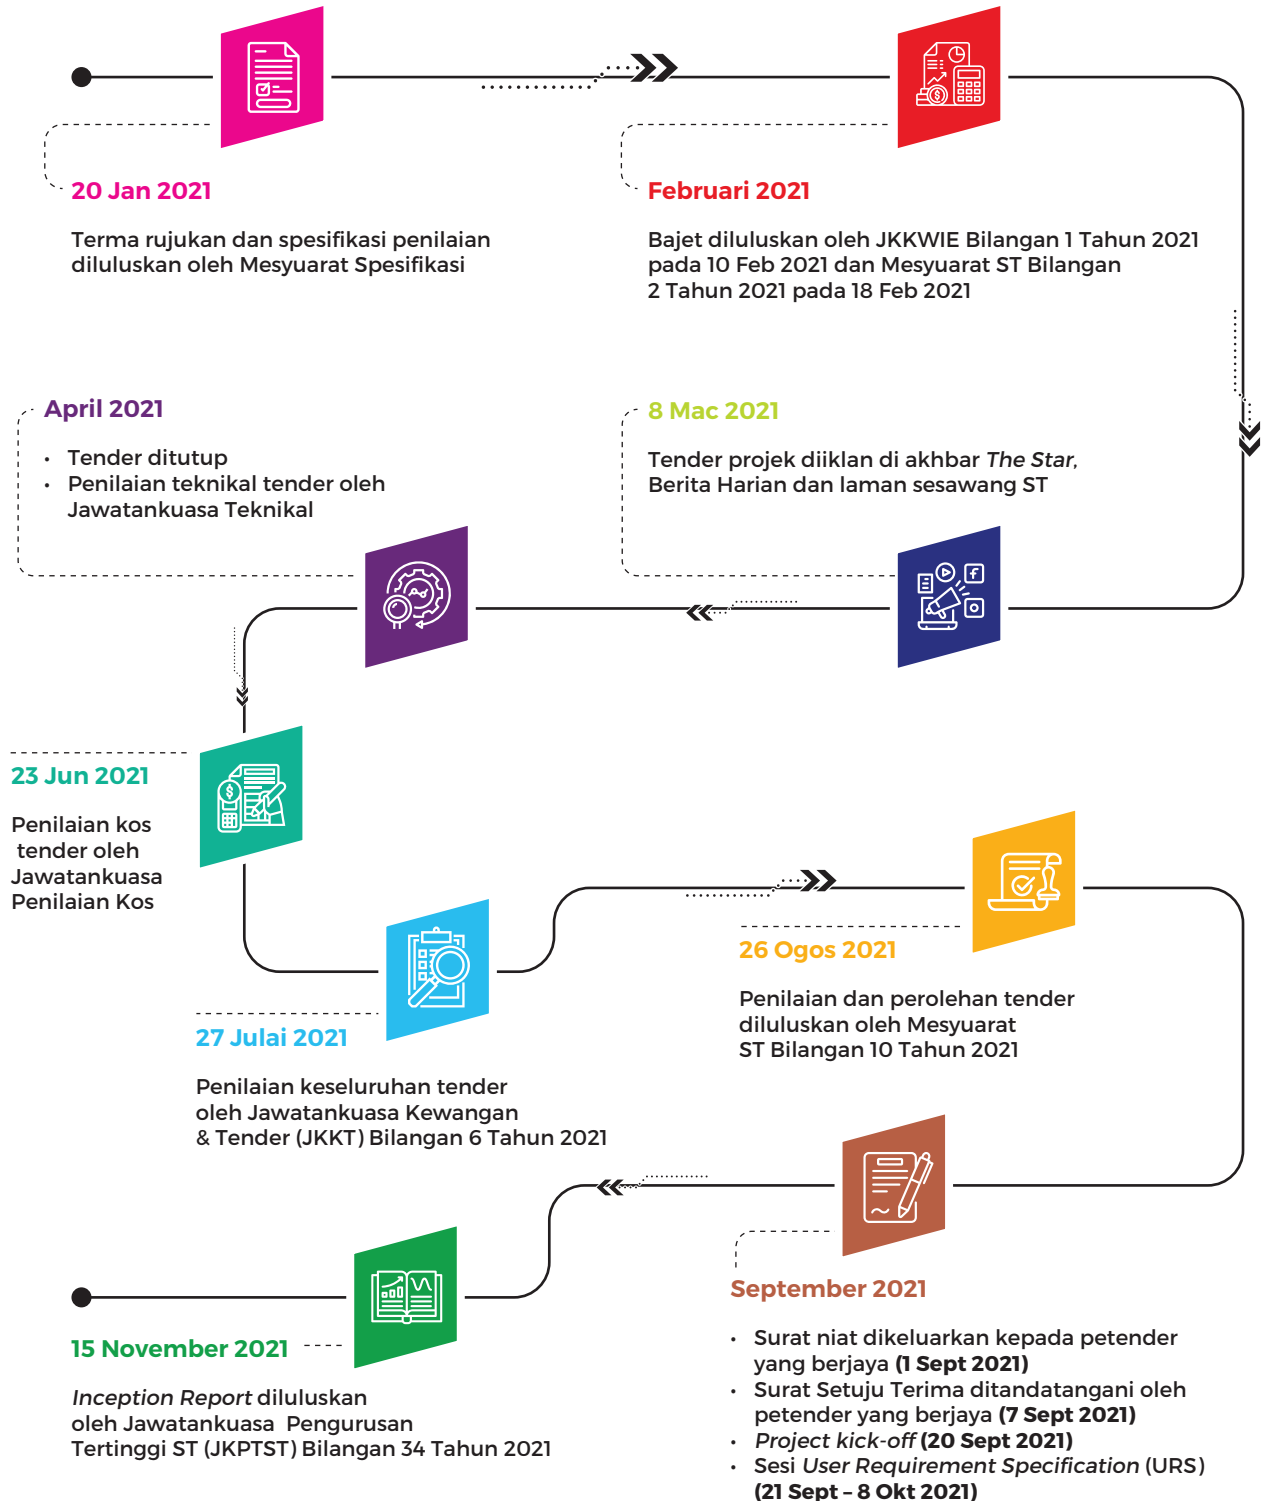 20 Jan 2021
Terma rujukan dan spesifikasi penilaian
diluluskan oleh Mesyuarat Spesifikasi
Februari 2021
Bajet diluluskan oleh JKKWIE Bilangan 1 Tahun 2021
pada 10 Feb 2021 dan Mesyuarat ST Bilangan
2 Tahun 2021 pada 18 Feb 2021
8 Mac 2021
Tender projek diiklan di akhbar The Star,
Berita Harian dan laman sesawang ST
April 2021
• Tender ditutup
• Penilaian teknikal tender oleh
Jawatankuasa Teknikal
23 Jun 2021
Penilaian kos
tender oleh
Jawatankuasa
Penilaian Kos
27 Julai 2021
Penilaian keseluruhan tender
oleh Jawatankuasa Kewangan
& Tender (JKKT) Bilangan 6 Tahun 2021
26 Ogos 2021
Penilaian dan perolehan tender
diluluskan oleh Mesyuarat
ST Bilangan 10 Tahun 2021
September 2021
• Surat niat dikeluarkan kepada petender
yang berjaya (1 Sept 2021)
• Surat Setuju Terima ditandatangani oleh
petender yang berjaya (7 Sept 2021)
• Project kick-off (20 Sept 2021)
• Sesi User Requirement Specification (URS)
(21 Sept – 8 Okt 2021)
15 November 2021
Inception Report diluluskan
oleh Jawatankuasa Pengurusan
Tertinggi ST (JKPTST) Bilangan 34 Tahun 2021